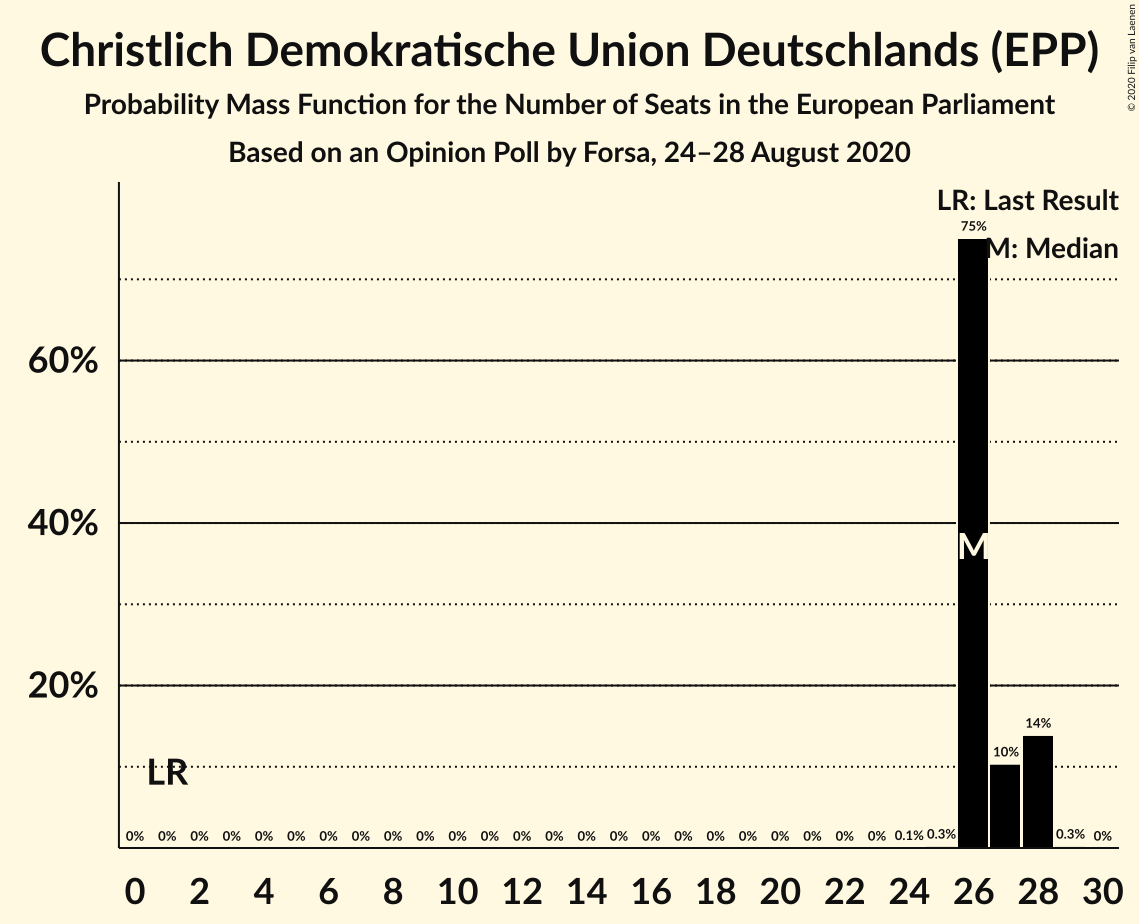 Christlich Demokratische Union Deutschlands (EPP)
Probability Mass Function for the Number of Seats in the European Parliament
Based on an Opinion Poll by Forsa, 24–28 August 2020
© 2020 Filip van Laenen
LR: Last Result
75%
M: Median
60%
40%
M
20%
14%
10%
LR
0% 0% 0% 0% 0% 0% 0% 0% 0% 0% 0% 0% 0% 0% 0% 0% 0% 0% 0% 0% 0% 0% 0% 0% 0.1% 0.3% 0.3% 0%
0 2 4 6 8 10 12 14 16 18 20 22 24 26 28 30